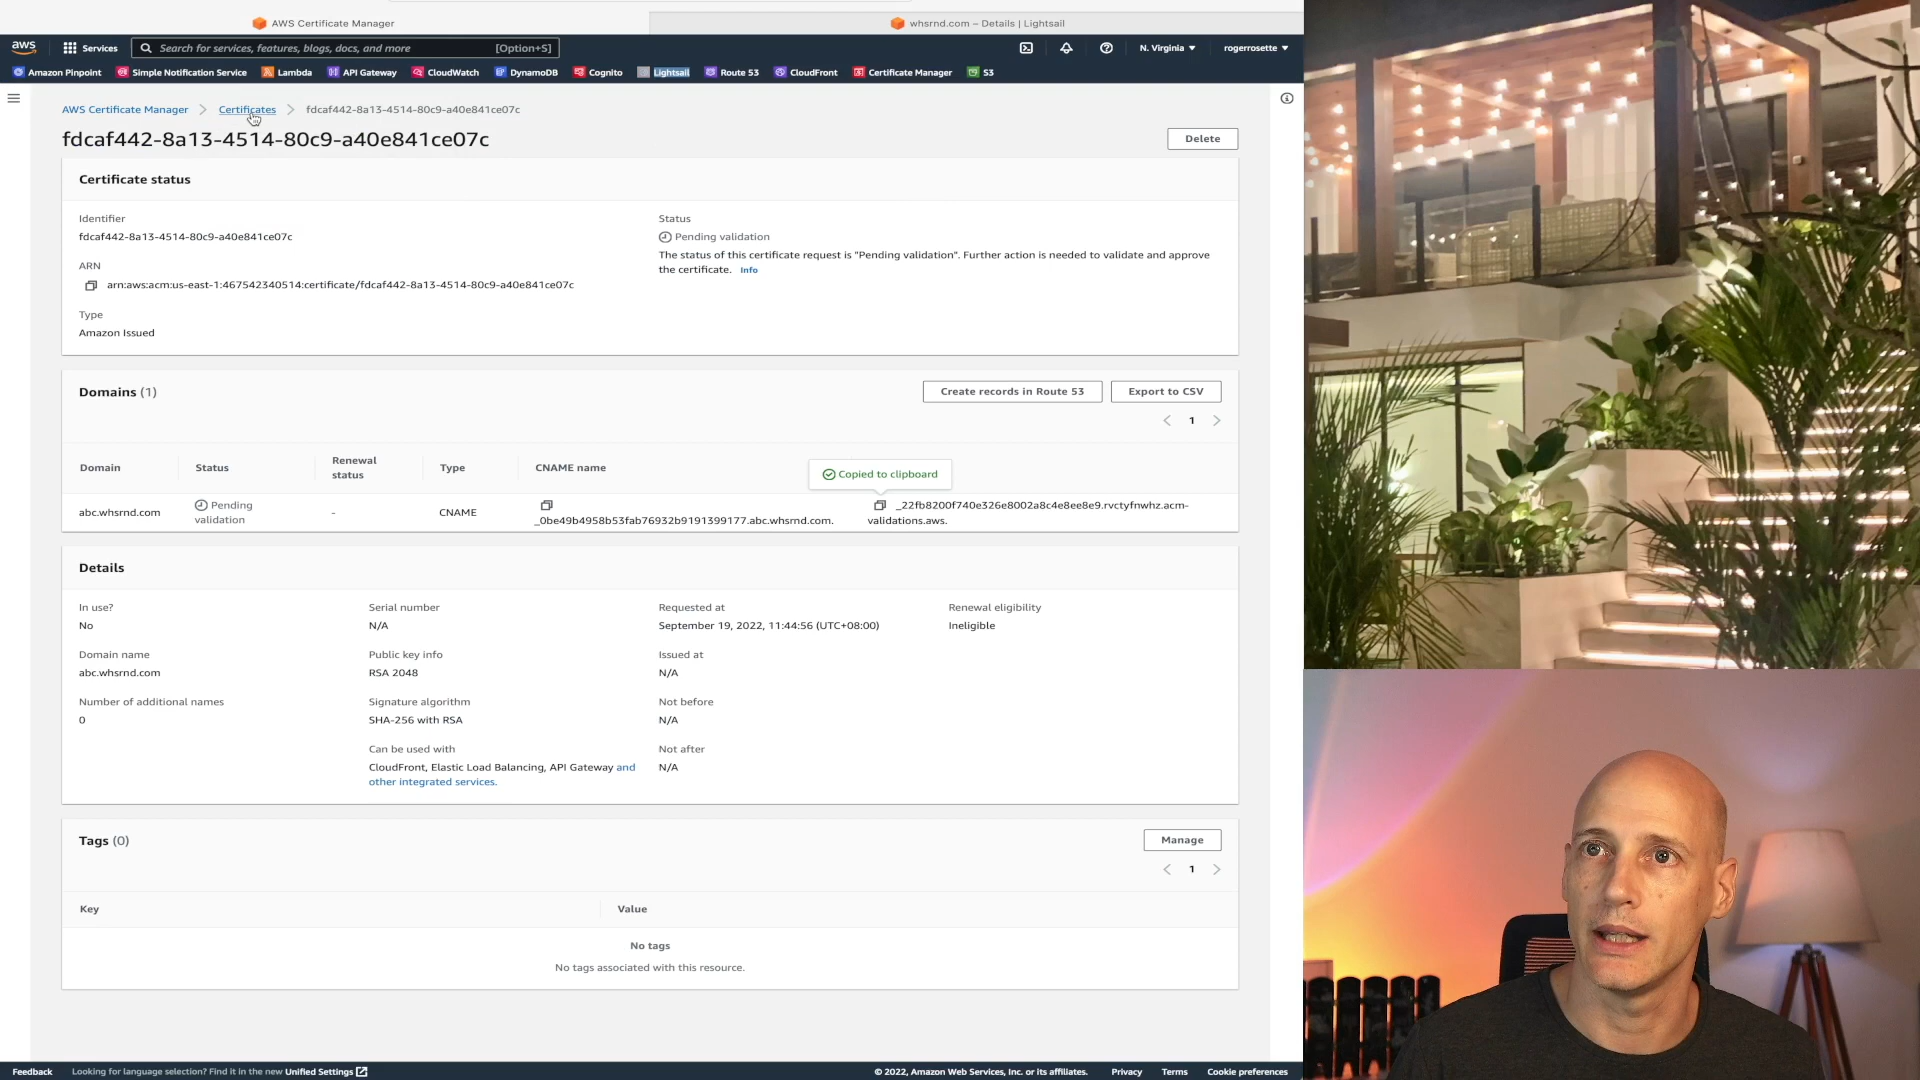 AWS Certificate Manager
whsrnd.com – Details | Lightsail
aws
Services
Search for services, features, blogs, docs, and more
[Option+S]
N. Virginia ▼
rogerrosette ▼
Amazon Pinpoint
Simple Notification Service
Lambda
API Gateway
CloudWatch
DynamoDB
Cognito
Lightsail
Route 53
CloudFront
Certificate Manager
S3
AWS Certificate Manager > Certificates > fdcaf442-8a13-4514-80c9-a40e841ce07c
fdcaf442-8a13-4514-80c9-a40e841ce07c
Delete
Certificate status
Identifier
fdcaf442-8a13-4514-80c9-a40e841ce07c
ARN
arn:aws:acm:us-east-1:467542340514:certificate/fdcaf442-8a13-4514-80c9-a40e841ce07c
Type
Amazon Issued
Status
Pending validation
The status of this certificate request is "Pending validation". Further action is needed to validate and approve
the certificate. Info
Domains (1)
Create records in Route 53
Export to CSV
< 1 >
Domain
Status
Renewal
status
Type
CNAME name
Copied to clipboard
abc.whsrnd.com
Pending
validation
-
CNAME
_0be49b4958b53fab76932b9191399177.abc.whsrnd.com.
_22fb8200f740e326e8002a8c4e8ee8e9.rvctyfnwhz.acm-
validations.aws.
Details
In use?
No
Domain name
abc.whsrnd.com
Number of additional names
0
Serial number
N/A
Public key info
RSA 2048
Signature algorithm
SHA-256 with RSA
Can be used with
CloudFront, Elastic Load Balancing, API Gateway and
other integrated services.
Requested at
September 19, 2022, 11:44:56 (UTC+08:00)
Issued at
N/A
Not before
N/A
Not after
N/A
Renewal eligibility
Ineligible
Tags (0)
Manage
< 1 >
Key
Value
No tags
No tags associated with this resource.
Feedback
Looking for language selection? Find it in the new Unified Settings
© 2022, Amazon Web Services, Inc. or its affiliates.
Privacy
Terms
Cookie preferences